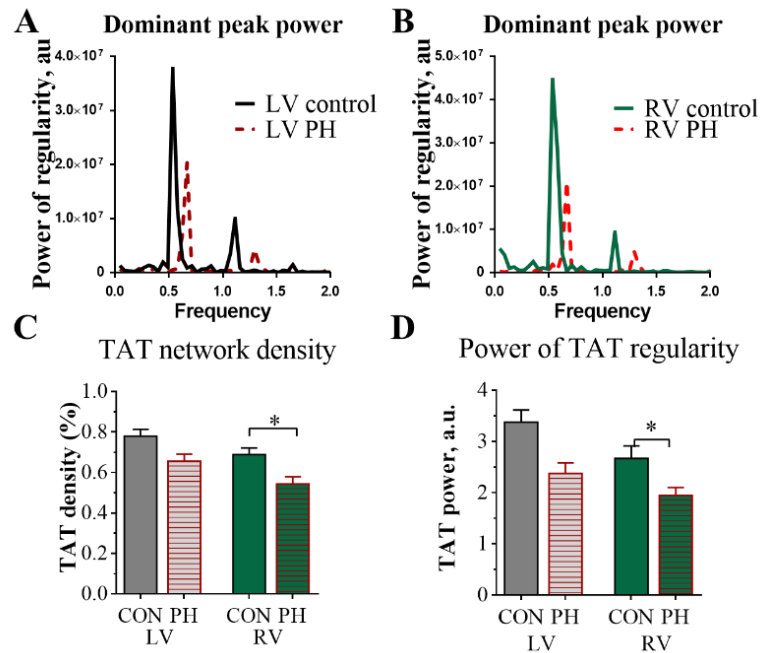 A
Dominant peak power
Power of regularity, au
4.0×10⁷
3.0×10⁷
2.0×10⁷
1.0×10⁷
0
0.0 0.5 1.0 1.5 2.0
Frequency
LV control
LV PH
B
Dominant peak power
Power of regularity, au
5.0×10⁷
4.0×10⁷
3.0×10⁷
2.0×10⁷
1.0×10⁷
0
0.0 0.5 1.0 1.5 2.0
Frequency
RV control
RV PH
C
TAT network density
TAT density (%)
1.0
0.8
0.6
0.4
0.2
0.0
*
CON PH CON PH
LV RV
D
Power of TAT regularity
TAT power, a.u.
4
3
2
1
0
*
CON PH CON PH
LV RV